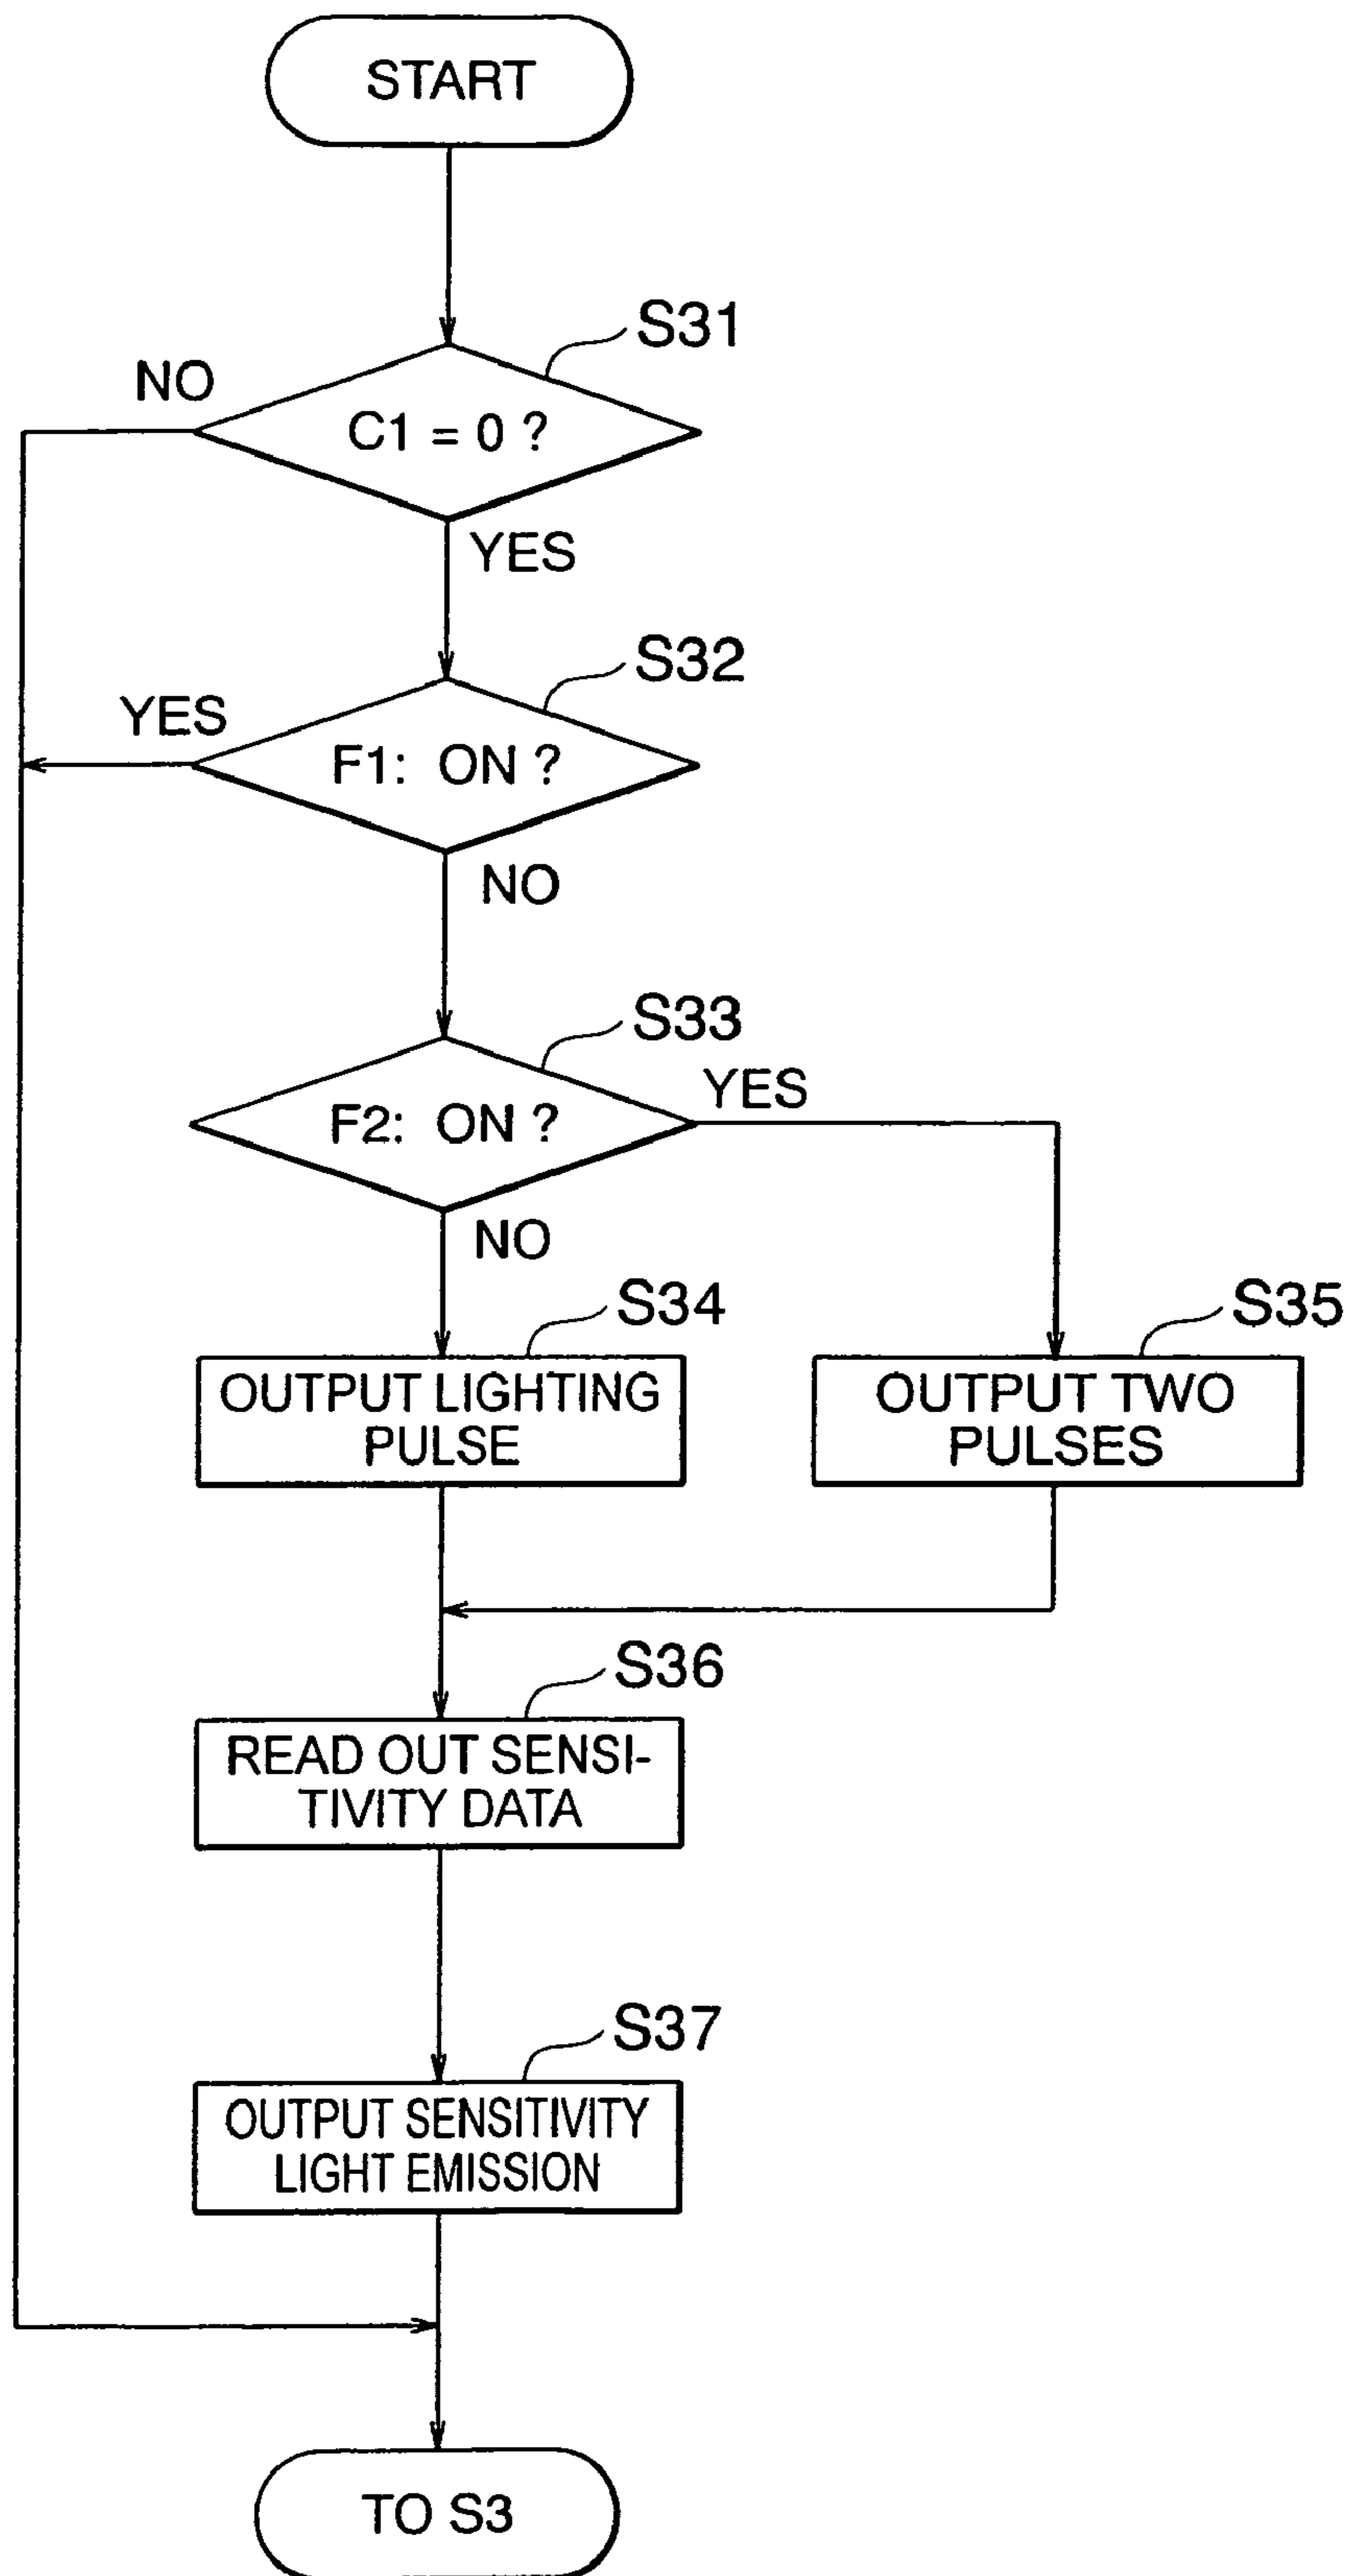 START
S31
NO
C1 = 0 ?
YES
S32
YES
F1: ON ?
NO
S33
YES
F2: ON ?
NO
S34
S35
OUTPUT LIGHTING
PULSE
OUTPUT TWO
PULSES
S36
READ OUT SENSI-
TIVITY DATA
S37
OUTPUT SENSITIVITY
LIGHT EMISSION
TO S3